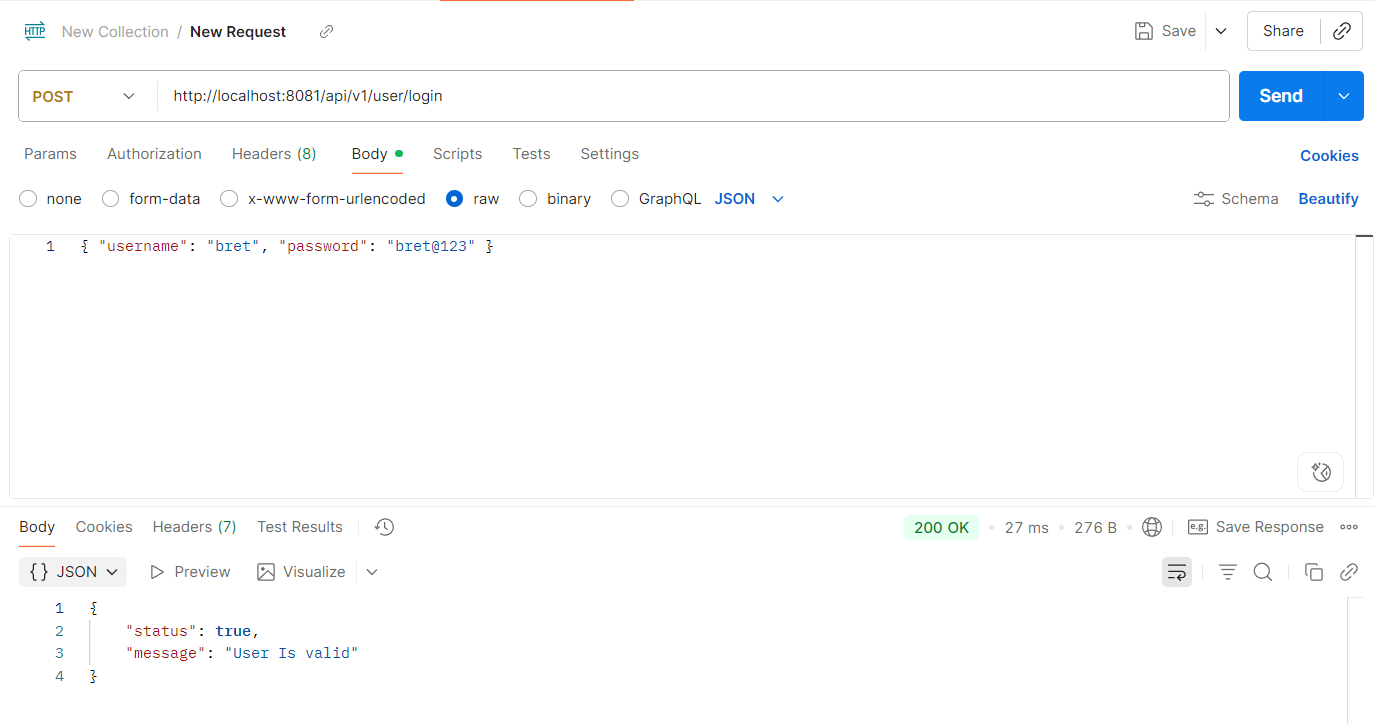 HTTP New Collection / New Request Save Share
POST http://localhost:8081/api/v1/user/login Send
Params Authorization Headers (8) Body Scripts Tests Settings Cookies
none form-data x-www-form-urlencoded raw binary GraphQL JSON Schema Beautify
1 { "username": "bret", "password": "bret@123" }
Body Cookies Headers (7) Test Results 200 OK 27 ms 276 B e.g. Save Response
{} JSON Preview Visualize
1 {
2 "status": true,
3 "message": "User Is valid"
4 }